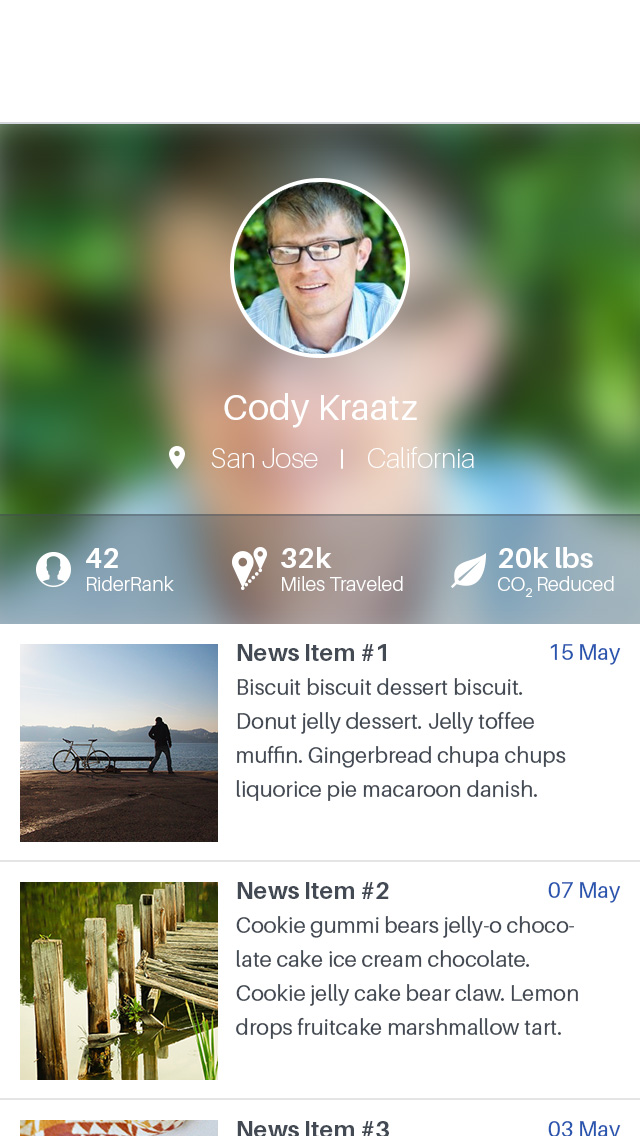 Cody Kraatz
San Jose | California
42
RiderRank
32k
Miles Traveled
20k lbs
CO2 Reduced
News Item #1
15 May
Biscuit biscuit dessert biscuit.
Donut jelly dessert. Jelly toffee
muffin. Gingerbread chupa chups
liquorice pie macaroon danish.
News Item #2
07 May
Cookie gummi bears jelly-o choco-
late cake ice cream chocolate.
Cookie jelly cake bear claw. Lemon
drops fruitcake marshmallow tart.
News Item #3
03 May